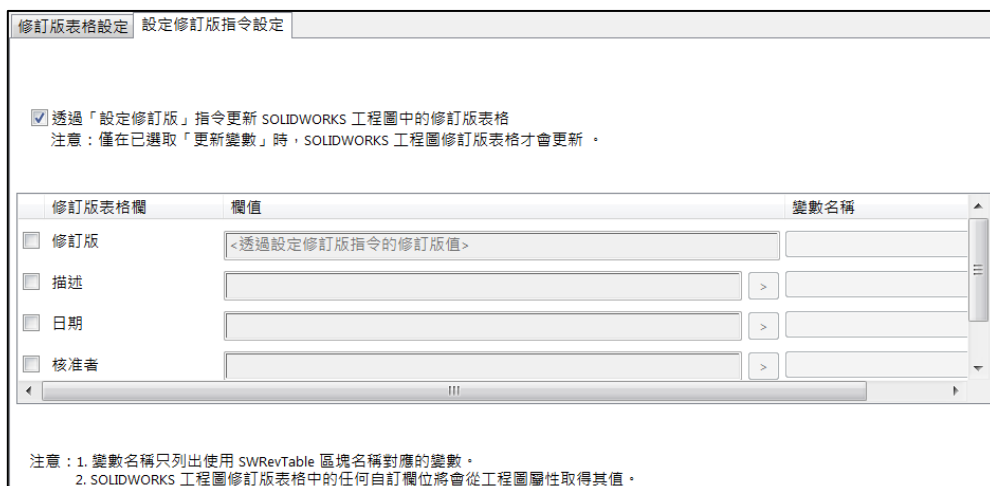 修訂版表格設定 設定修訂版指令設定
透過「設定修訂版」指令更新 SOLIDWORKS 工程圖中的修訂版表格
注意：僅在已選取「更新變數」時，SOLIDWORKS 工程圖修訂版表格才會更新 。
修訂版表格欄 欄值 變數名稱
修訂版 <透過設定修訂版指令的修訂版值>
描述 >
日期 >
核准者 >
注意：1. 變數名稱只列出使用 SWRevTable 區塊名稱對應的變數。
2. SOLIDWORKS 工程圖修訂版表格中的任何自訂欄位將會從工程圖屬性取得其值。